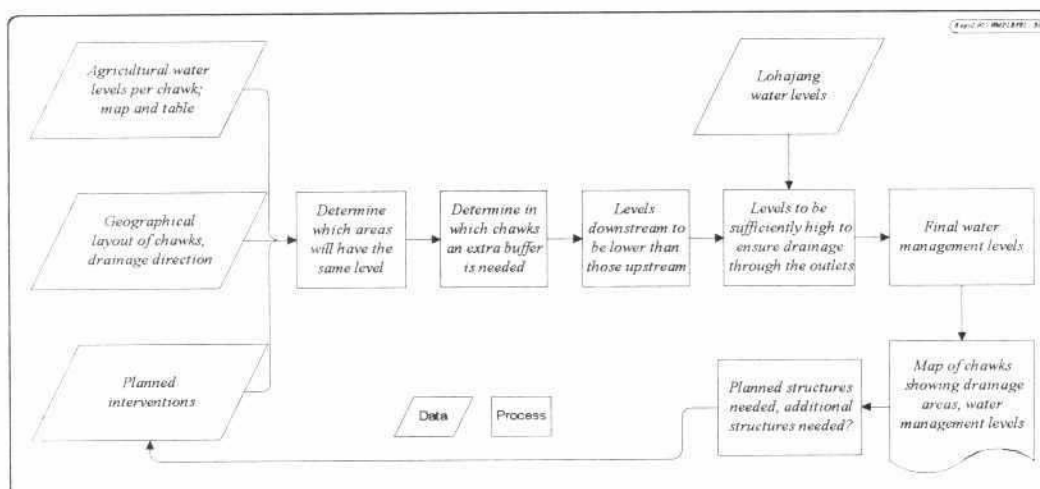 Agricultural water
levels per chawk;
map and table
Lohajang
water levels
Geographical
layout of chawks,
drainage direction
Determine
which areas
will have the
same level
Determine in
which chawks
an extra buffer
is needed
Levels
downstream to
be lower than
those upstream
Levels to be
sufficiently high to
ensure drainage
through the outlets
Final water
management levels
Planned
interventions
Data
Process
Planned structures
needed, additional
structures needed?
Map of chawks
showing drainage
areas, water
management levels